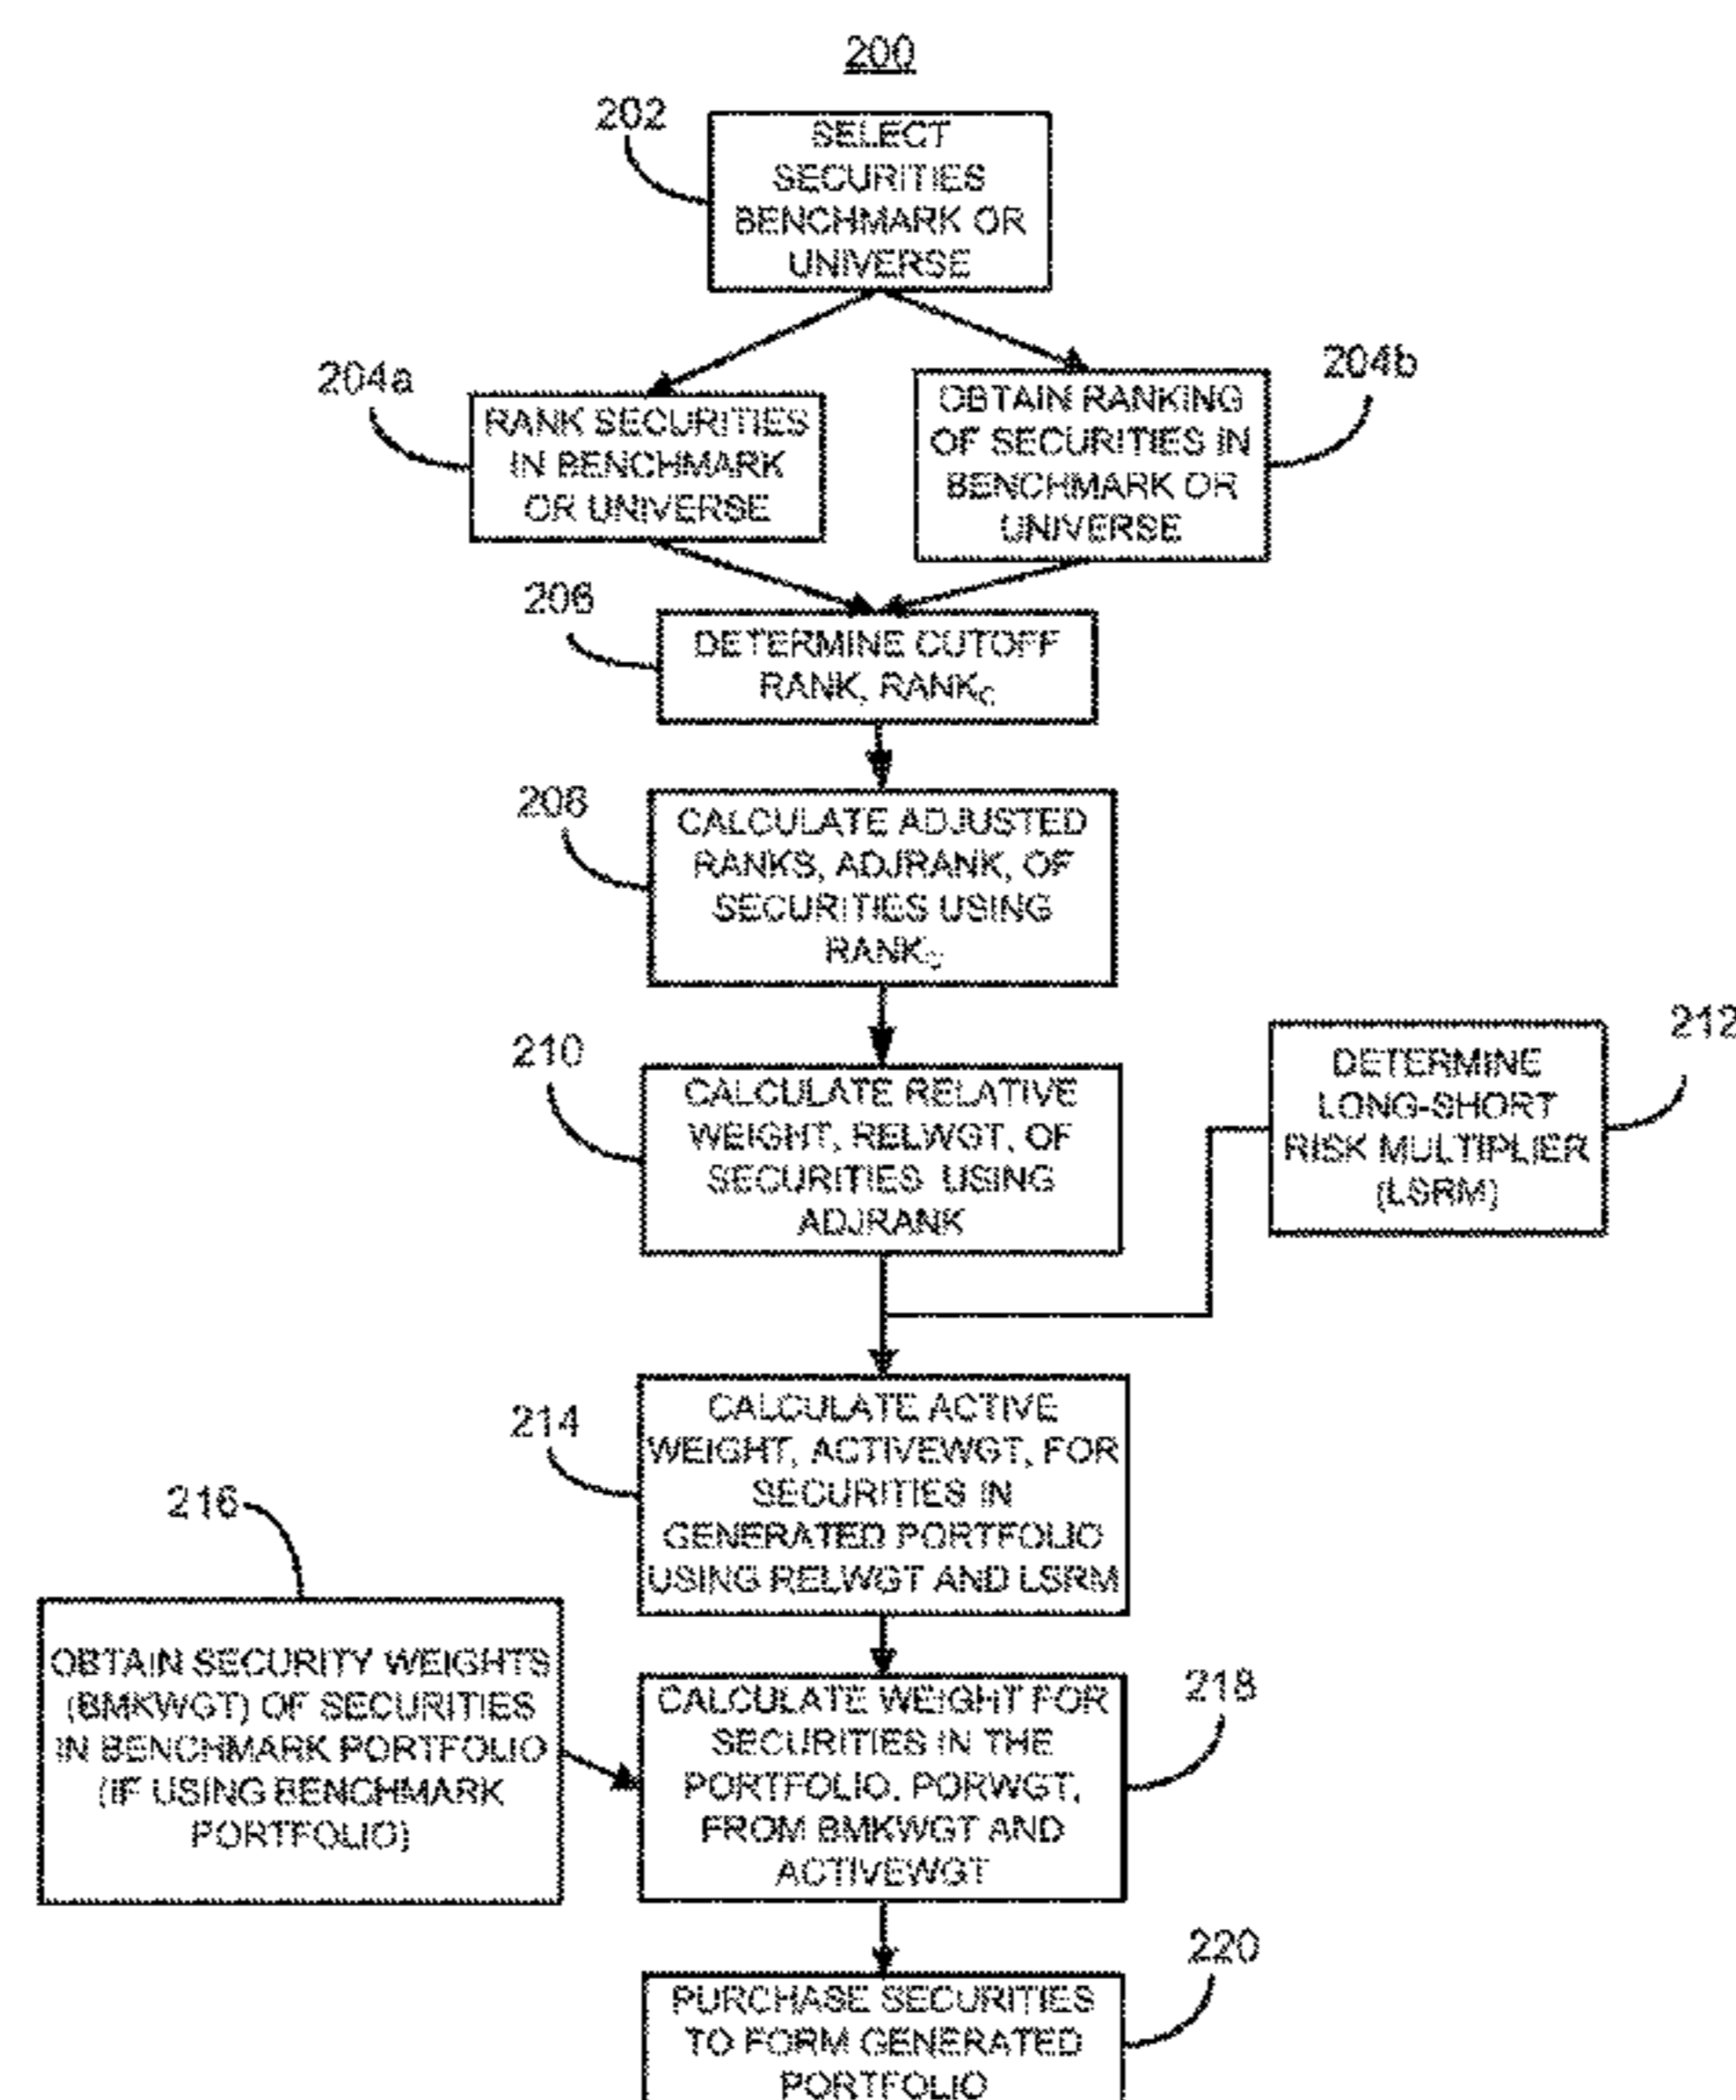 200
202
SELECT
SECURITIES
BENCHMARK OR
UNIVERSE
204a
RANK SECURITIES
IN BENCHMARK
OR UNIVERSE
204b
OBTAIN RANKING
OF SECURITIES IN
BENCHMARK OR
UNIVERSE
206
DETERMINE CUTOFF
RANK, RANKC
208
CALCULATE ADJUSTED
RANKS, ADJRANK, OF
SECURITIES USING
RANKC
210
CALCULATE RELATIVE
WEIGHT, RELWGT, OF
SECURITIES USING
ADJRANK
212
DETERMINE
LONG-SHORT
RISK MULTIPLIER
(LSRM)
214
CALCULATE ACTIVE
WEIGHT, ACTIVEWGT, FOR
SECURITIES IN
GENERATED PORTFOLIO
USING RELWGT AND LSRM
216
OBTAIN SECURITY WEIGHTS
(BMKWGT) OF SECURITIES
IN BENCHMARK PORTFOLIO
(IF USING BENCHMARK
PORTFOLIO)
218
CALCULATE WEIGHT FOR
SECURITIES IN THE
PORTFOLIO, PORWGT,
FROM BMKWGT AND
ACTIVEWGT
220
PURCHASE SECURITIES
TO FORM GENERATED
PORTFOLIO